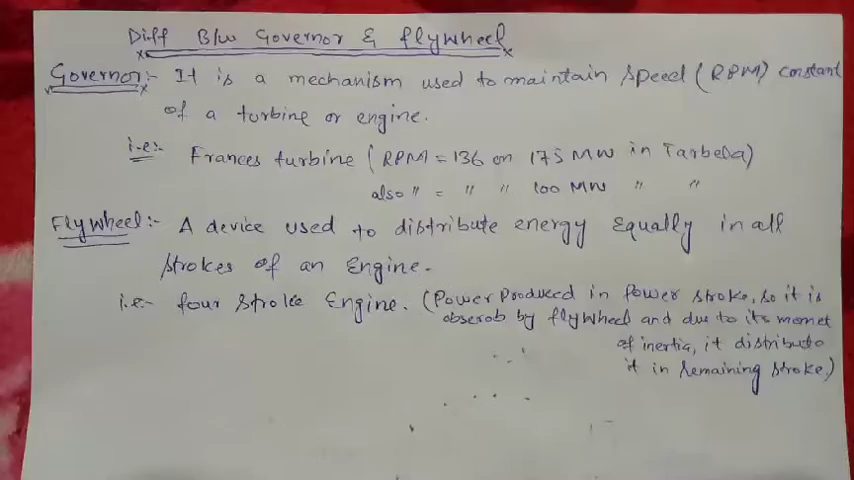 Diff B/w Governor & flywheel
Governor:- It is a mechanism used to maintain speed (RPM) constant
of a turbine or engine.
i.e:- Frances turbine (RPM = 136 on 175 MW in Tarbela)
also " = " " 100 MW " "
Flywheel:- A device used to distribute energy Equally in all
strokes of an Engine.
i.e- four stroke Engine. (Power Produced in power stroke, so it is
obserob by flywheel and due to its momet
of inertia, it distribute
it in remaining stroke.)